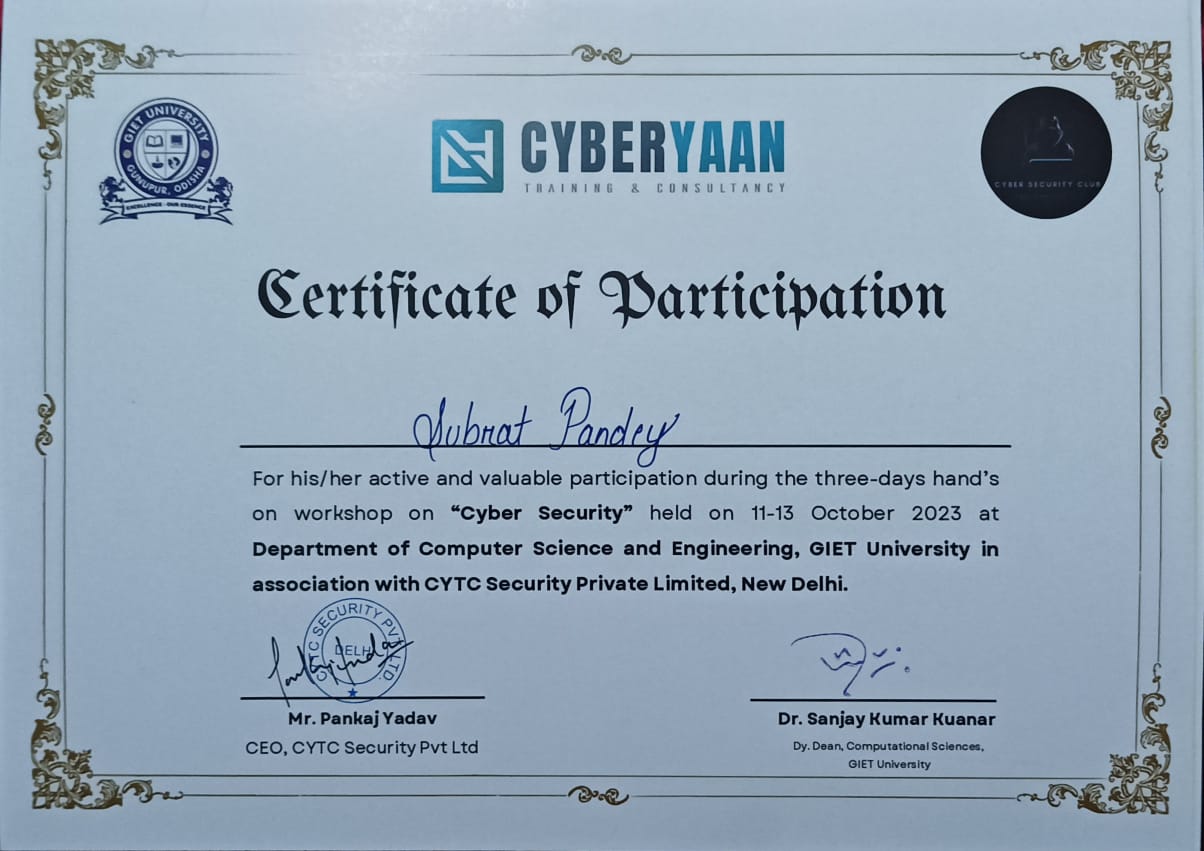 GIET UNIVERSITY
GUNUPUR, ODISHA
EXCELLENCE - OUR ESSENCE
CYBERYAAN
TRAINING & CONSULTANCY
CYBER SECURITY CLUB
Certificate of Participation
Subrat Pandey
For his/her active and valuable participation during the three-days hand's
on workshop on “Cyber Security” held on 11-13 October 2023 at
Department of Computer Science and Engineering, GIET University in
association with CYTC Security Private Limited, New Delhi.
CYTC SECURITY PVT LTD.
DELHI
Mr. Pankaj Yadav
CEO, CYTC Security Pvt Ltd
Dr. Sanjay Kumar Kuanar
Dy. Dean, Computational Sciences,
GIET University